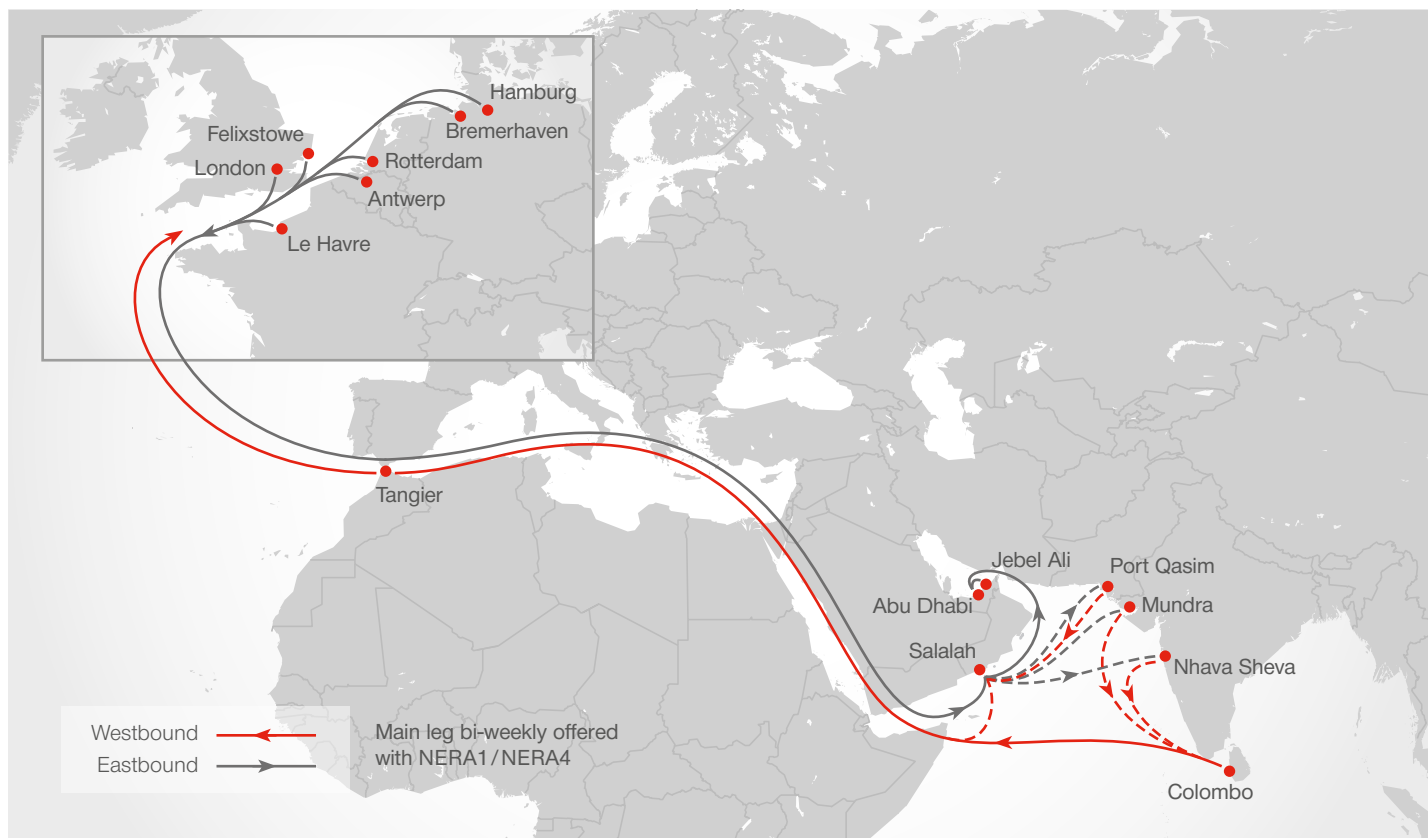 Hamburg
Bremerhaven
Felixstowe
London
Rotterdam
Antwerp
Le Havre
Tangier
Jebel Ali
Port Qasim
Abu Dhabi
Mundra
Salalah
Nhava Sheva
Colombo
Westbound
Eastbound
Main leg bi-weekly offered
with NERA1/NERA4